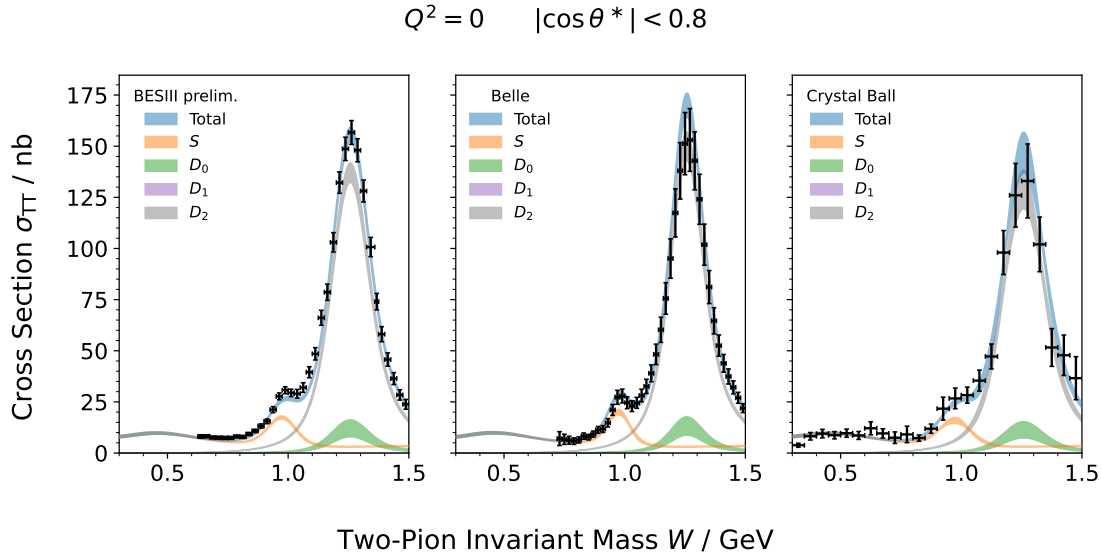 Q² = 0 |cos θ*| < 0.8
Cross Section σ_TT / nb
175
150
125
100
75
50
25
0
BESIII prelim.
Total
S
D₀
D₁
D₂
0.5 1.0 1.5
Belle
Total
S
D₀
D₁
D₂
0.5 1.0 1.5
Crystal Ball
Total
S
D₀
D₁
D₂
0.5 1.0 1.5
Two-Pion Invariant Mass W / GeV